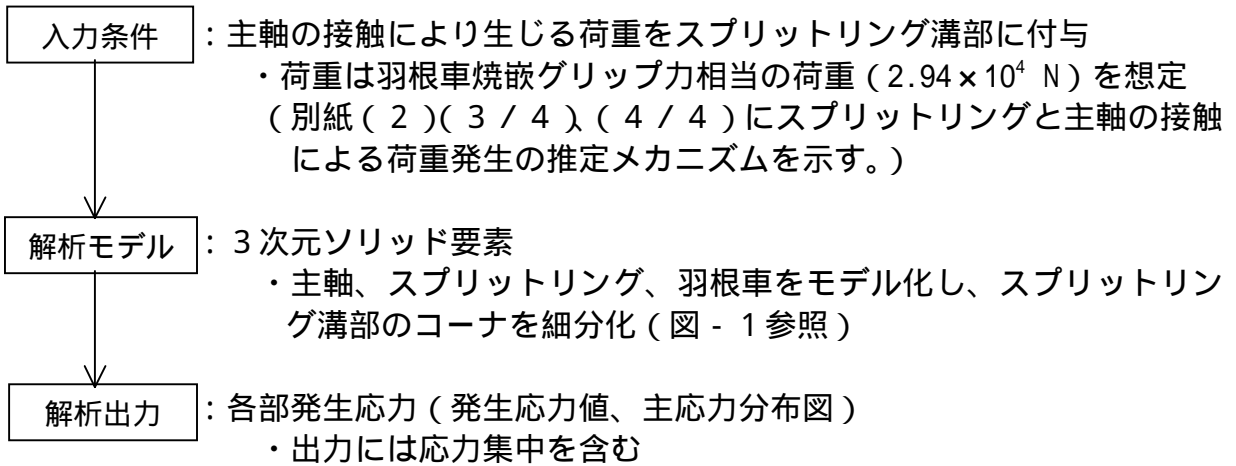 入力条件 : 主軸の接触により生じる荷重をスプリットリング溝部に付与
・荷重は羽根車焼嵌グリップ力相当の荷重（2.94×10⁴ N）を想定
（別紙（２）（３／４）、（４／４）にスプリットリングと主軸の接触
による荷重発生の推定メカニズムを示す。）
解析モデル : ３次元ソリッド要素
・主軸、スプリットリング、羽根車をモデル化し、スプリットリン
グ溝部のコーナを細分化（図－１参照）
解析出力 : 各部発生応力（発生応力値、主応力分布図）
・出力には応力集中を含む